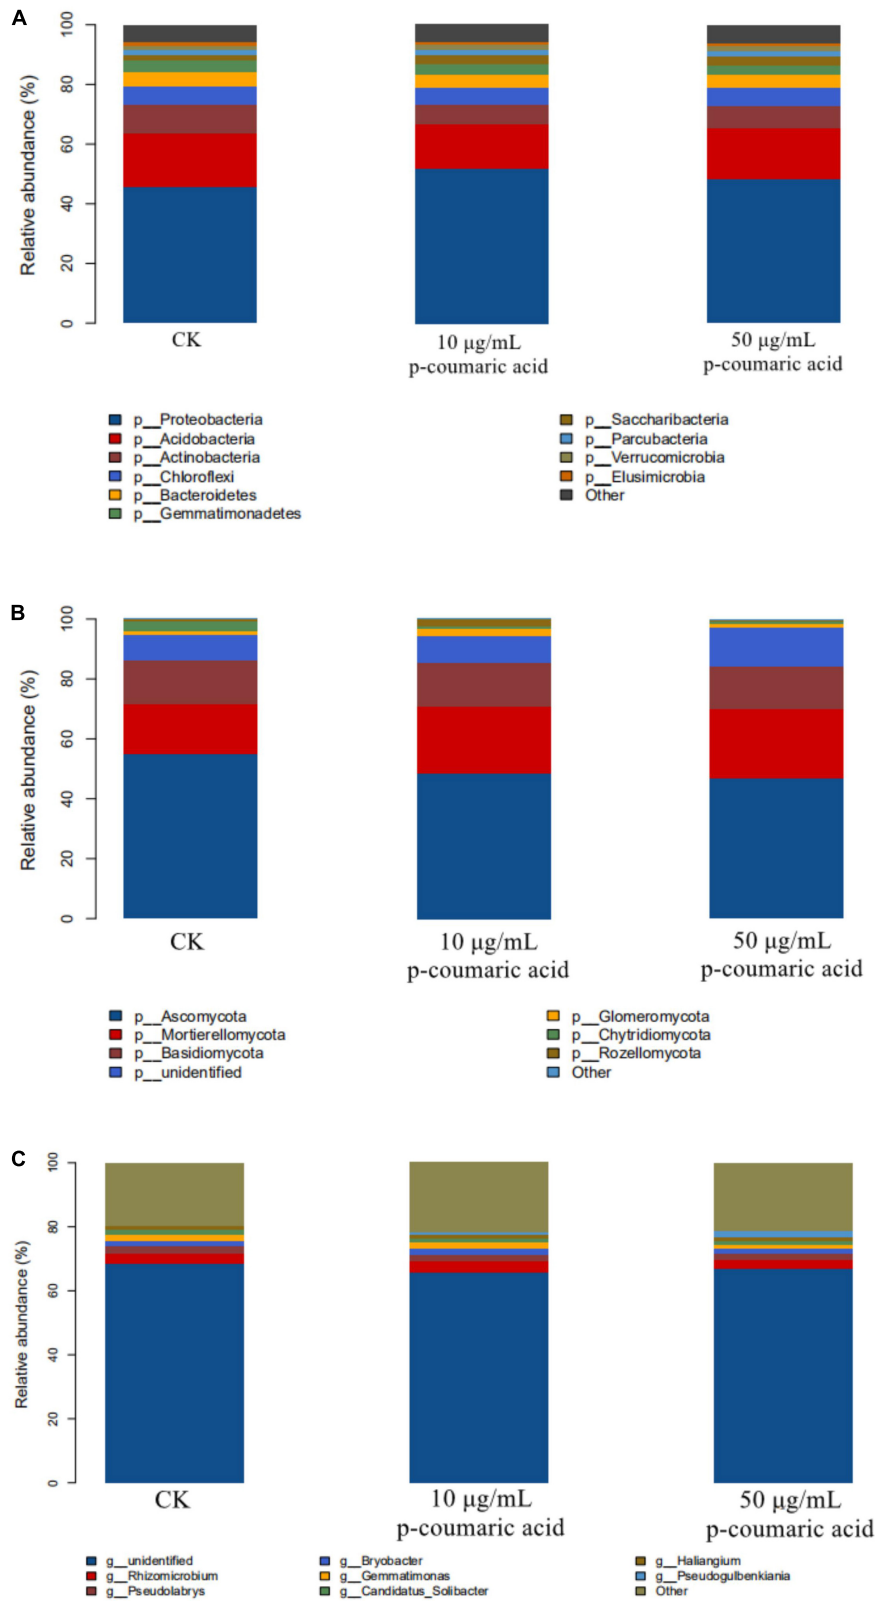 A
Relative abundance (%)
100
80
60
40
20
0
CK
10 μg/mL
p-coumaric acid
50 μg/mL
p-coumaric acid
p__Proteobacteria
p__Acidobacteria
p__Actinobacteria
p__Chloroflexi
p__Bacteroidetes
p__Gemmatimonadetes
p__Saccharibacteria
p__Parcubacteria
p__Verrucomicrobia
p__Elusimicrobia
Other
B
Relative abundance (%)
100
80
60
40
20
0
CK
10 μg/mL
p-coumaric acid
50 μg/mL
p-coumaric acid
p__Ascomycota
p__Mortierellomycota
p__Basidiomycota
p__unidentified
p__Glomeromycota
p__Chytridiomycota
p__Rozellomycota
Other
C
Relative abundance (%)
100
80
60
40
20
0
CK
10 μg/mL
p-coumaric acid
50 μg/mL
p-coumaric acid
g__unidentified
g__Rhizomicrobium
g__Pseudolabrys
g__Bryobacter
g__Gemmatimonas
g__Candidatus_Solibacter
g__Haliangium
g__Pseudogulbenkiania
Other